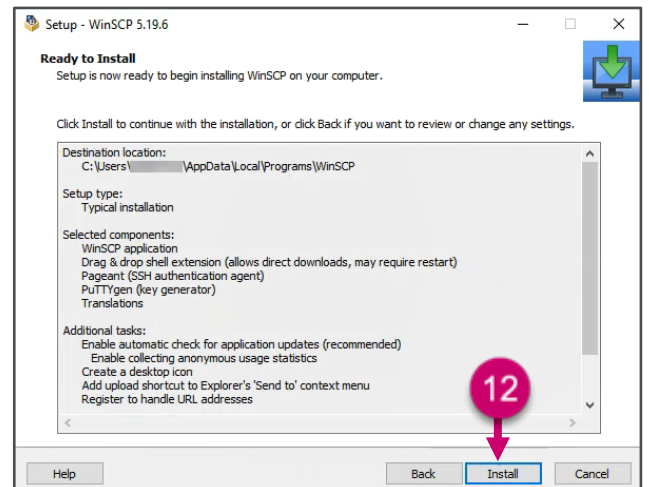 Setup - WinSCP 5.19.6
Ready to Install
Setup is now ready to begin installing WinSCP on your computer.
Click Install to continue with the installation, or click Back if you want to review or change any settings.
Destination location:
C:\Users\ \AppData\Local\Programs\WinSCP
Setup type:
Typical installation
Selected components:
WinSCP application
Drag & drop shell extension (allows direct downloads, may require restart)
Pageant (SSH authentication agent)
PuTTYgen (key generator)
Translations
Additional tasks:
Enable automatic check for application updates (recommended)
Enable collecting anonymous usage statistics
Create a desktop icon
Add upload shortcut to Explorer's 'Send to' context menu
Register to handle URL addresses
12
Help Back Install Cancel